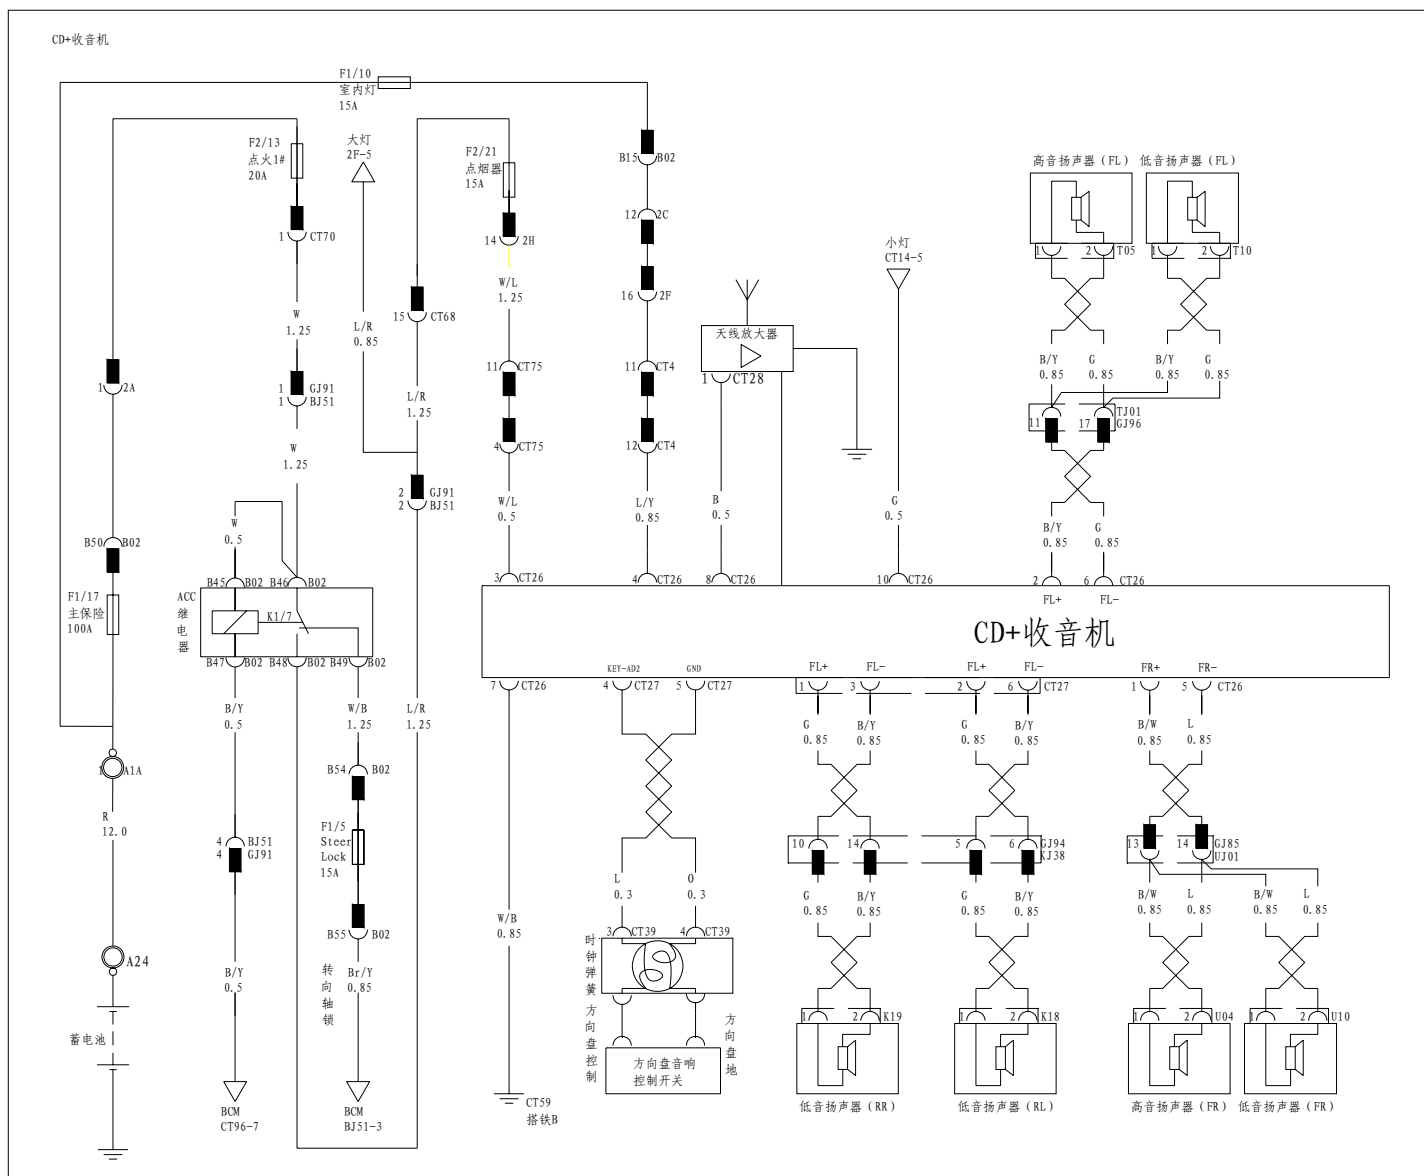 CD+收音机
F1/10
室内灯
15A
F2/13
点火1#
20A
大灯
2F-5
F2/21
点烟器
15A
B15 B02
高音扬声器(FL) 低音扬声器(FL)
1 CT70
14 2H
12 2C
小灯
CT14-5
1 2 T05 1 2 T10
W
1.25
L/R
0.85
15 CT68
W/L
1.25
16 2F
天线放大器
1 CT28
B/Y
0.85
G
0.85
B/Y
0.85
G
0.85
1 2A
1 GJ91
1 BJ51
L/R
1.25
11 CT75
11 CT4
11 17 TJ01
GJ96
W
1.25
4 CT75
12 CT4
2 GJ91
2 BJ51
W
0.5
W/L
0.5
L/Y
0.85
B
0.5
G
0.5
B/Y
0.85
G
0.85
B50 B02
B45 B02 B46 B02
3 CT26 4 CT26 8 CT26 10 CT26 2 6 CT26
F1/17
主保险
100A
ACC
继
电
器
K1/7
FL+ FL-
CD+收音机
B47 B02 B48 B02 B49 B02
KEY-AD2 GND FL+ FL- FL+ FL- FR+ FR-
7 CT26 4 CT27 5 CT27 1 3 2 6 CT27 1 5 CT26
B/Y
0.5
W/B
1.25
L/R
1.25
G
0.85
B/Y
0.85
G
0.85
B/Y
0.85
B/W
0.85
L
0.85
1 A1A
B54 B02
R
12.0
F1/5
Steer
Lock
15A
4 BJ51
4 GJ91
10 14 5 6 GJ94
KJ38
13 14 GJ85
UJ01
L
0.3
O
0.3
G
0.85
B/Y
0.85
G
0.85
B/Y
0.85
B/W
0.85
L
0.85
B/W
0.85
L
0.85
W/B
0.85
B55 B02
3 CT39 4 CT39
A24
时
钟
弹
簧
B/Y
0.5
转
向
轴
锁
Br/Y
0.85
蓄电池
方
向
盘
控
制
方
向
盘
地
方向盘音响
控制开关
1 2 K19 1 2 K18 1 2 U04 1 2 U10
BCM
CT96-7
BCM
BJ51-3
CT59
搭铁B
低音扬声器(RR) 低音扬声器(RL) 高音扬声器(FR) 低音扬声器(FR)